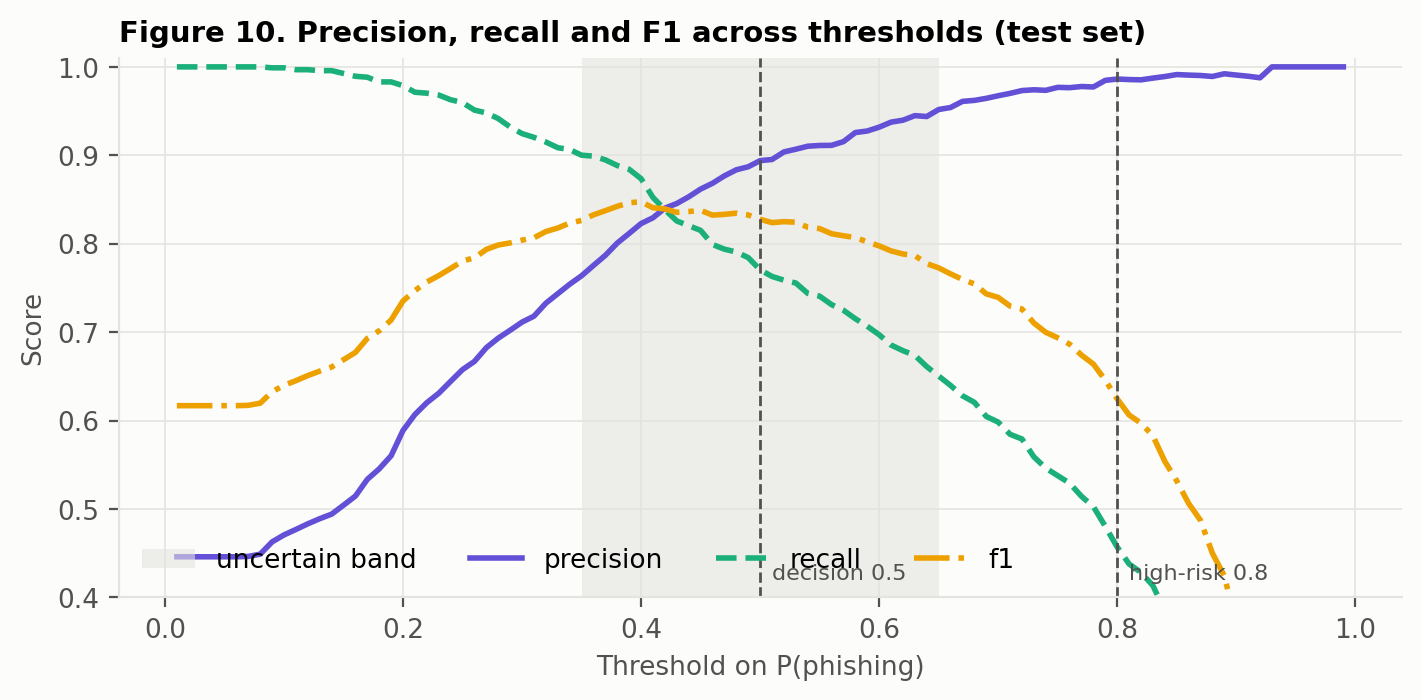 Figure 10. Precision, recall and F1 across thresholds (test set)
1.0
0.9
0.8
0.7
0.6
0.5
0.4
Score
uncertain band precision recall f1
decision 0.5
high-risk 0.8
0.0 0.2 0.4 0.6 0.8 1.0
Threshold on P(phishing)